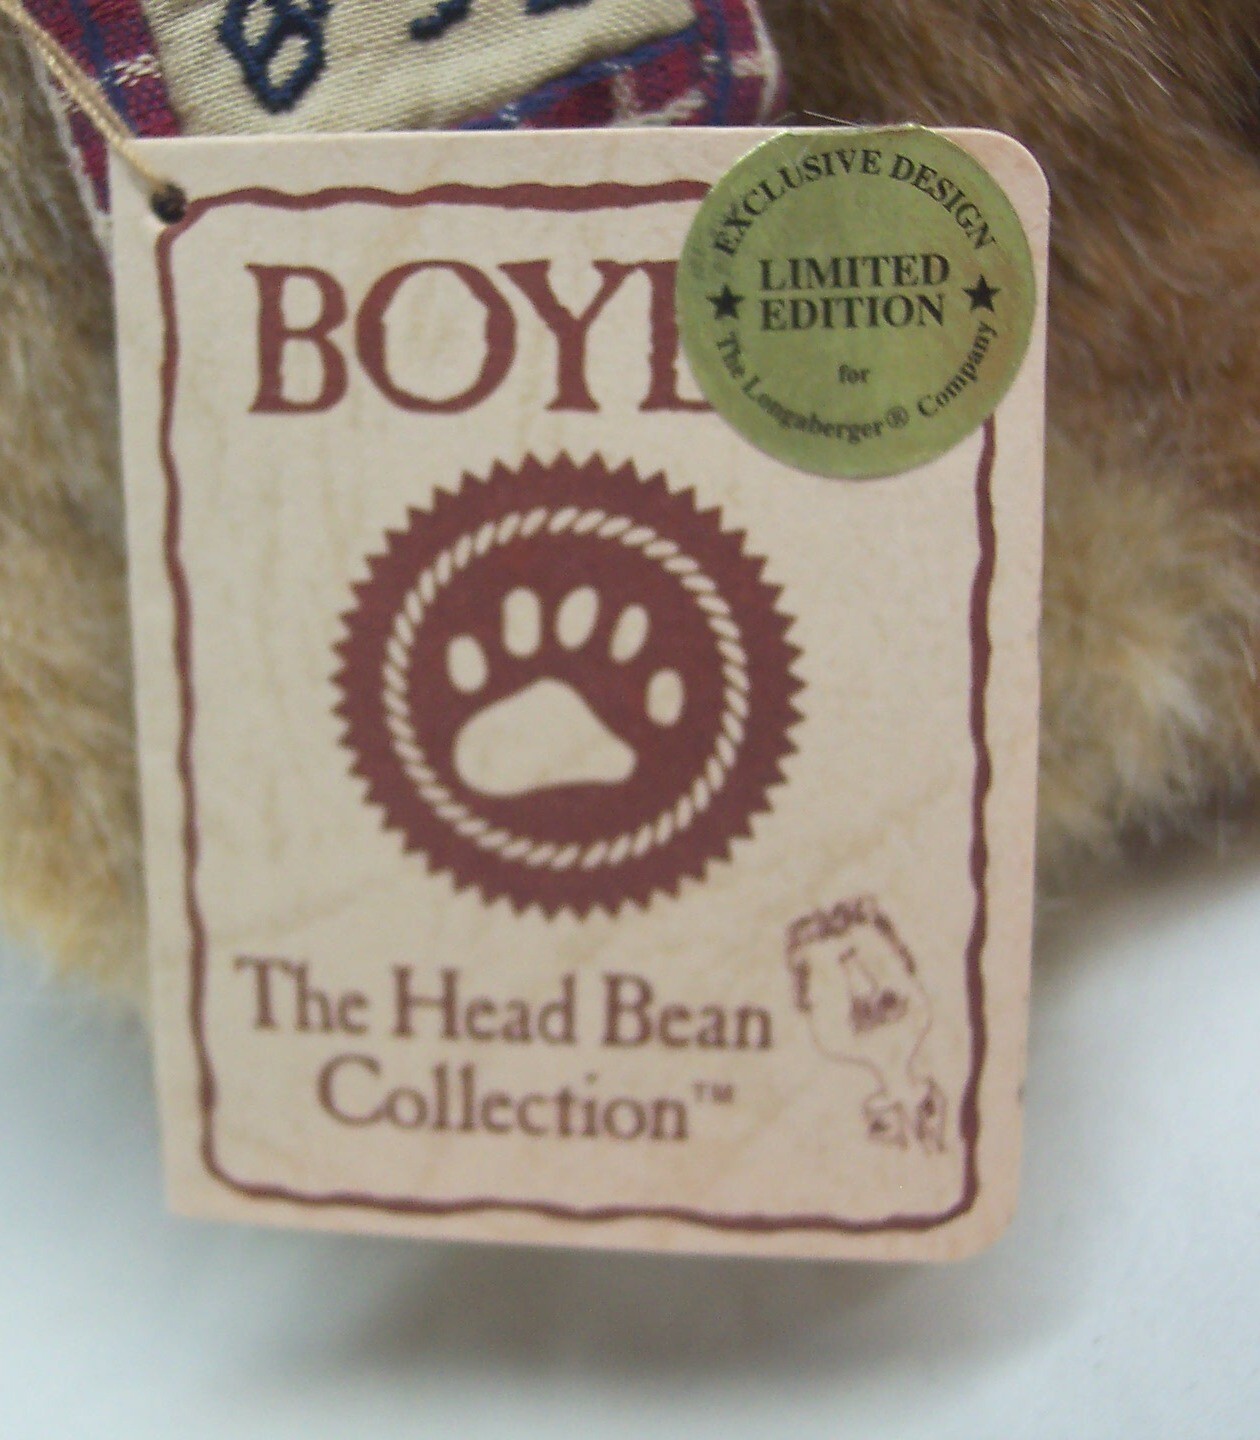 BOYD
EXCLUSIVE DESIGN
LIMITED
EDITION
for
The Longaberger® Company
The Head Bean
Collection™